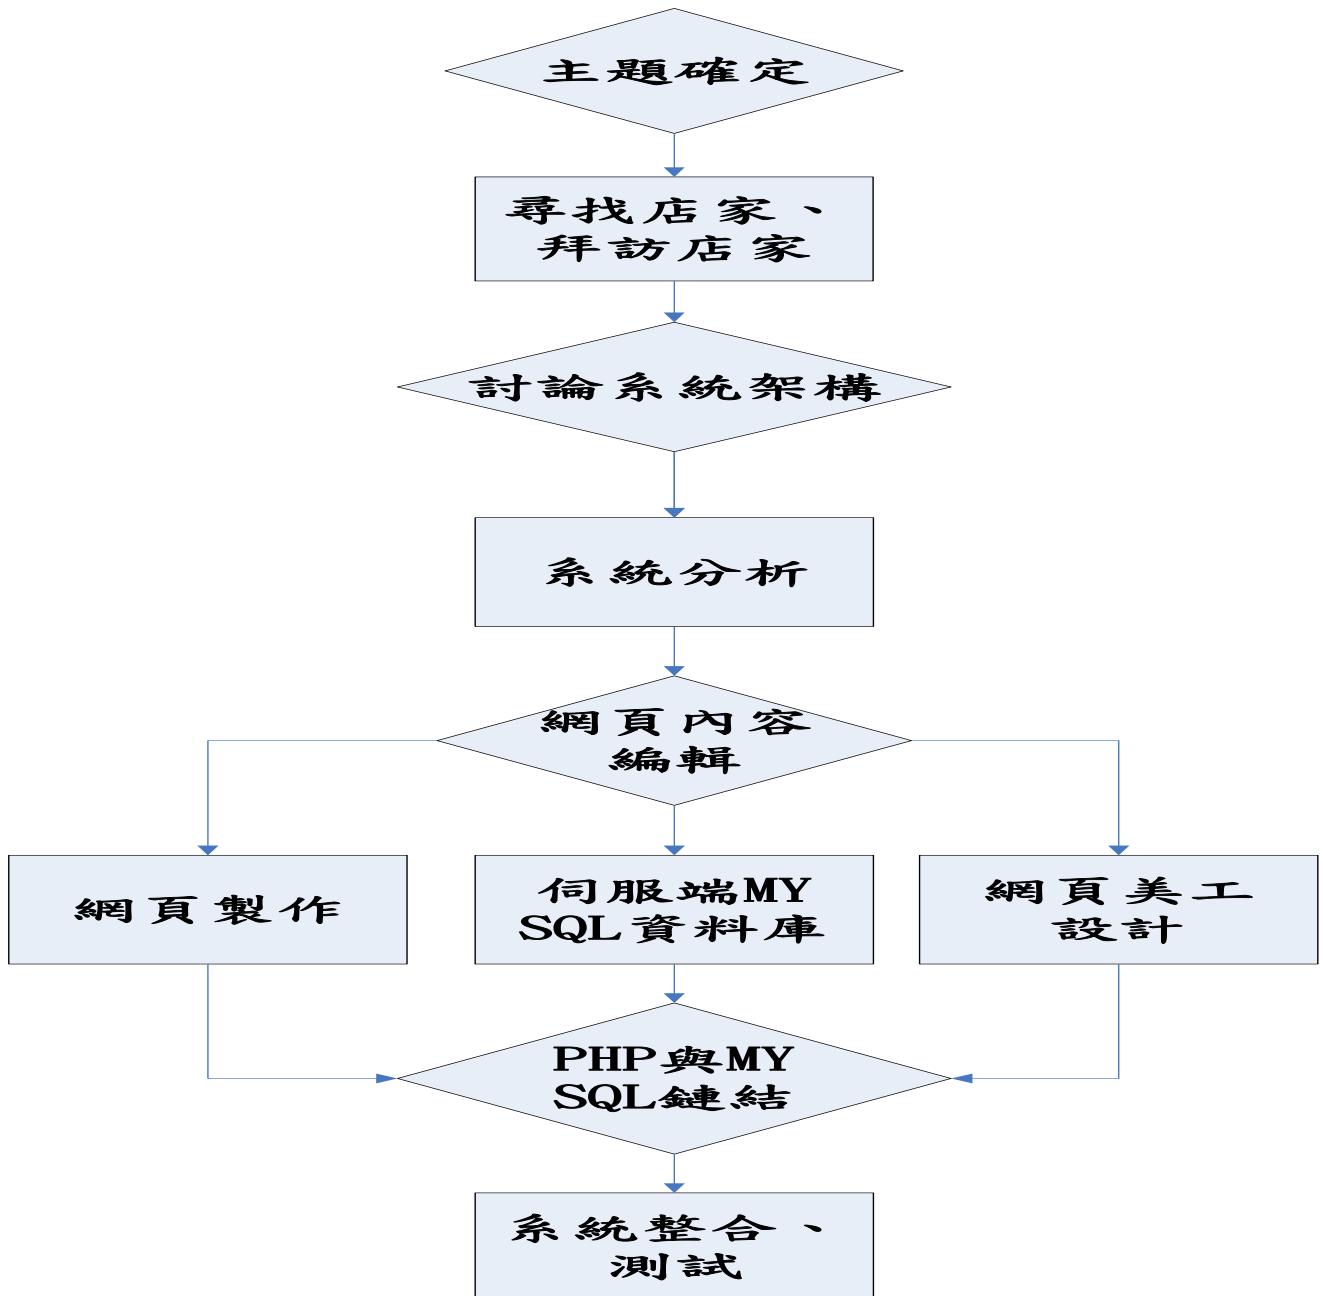 主題確定
尋找店家、
拜訪店家
討論系統架構
系統分析
網頁內容
編輯
網頁製作
伺服端MY
SQL資料庫
網頁美工
設計
PHP與MY
SQL鏈結
系統整合、
測試